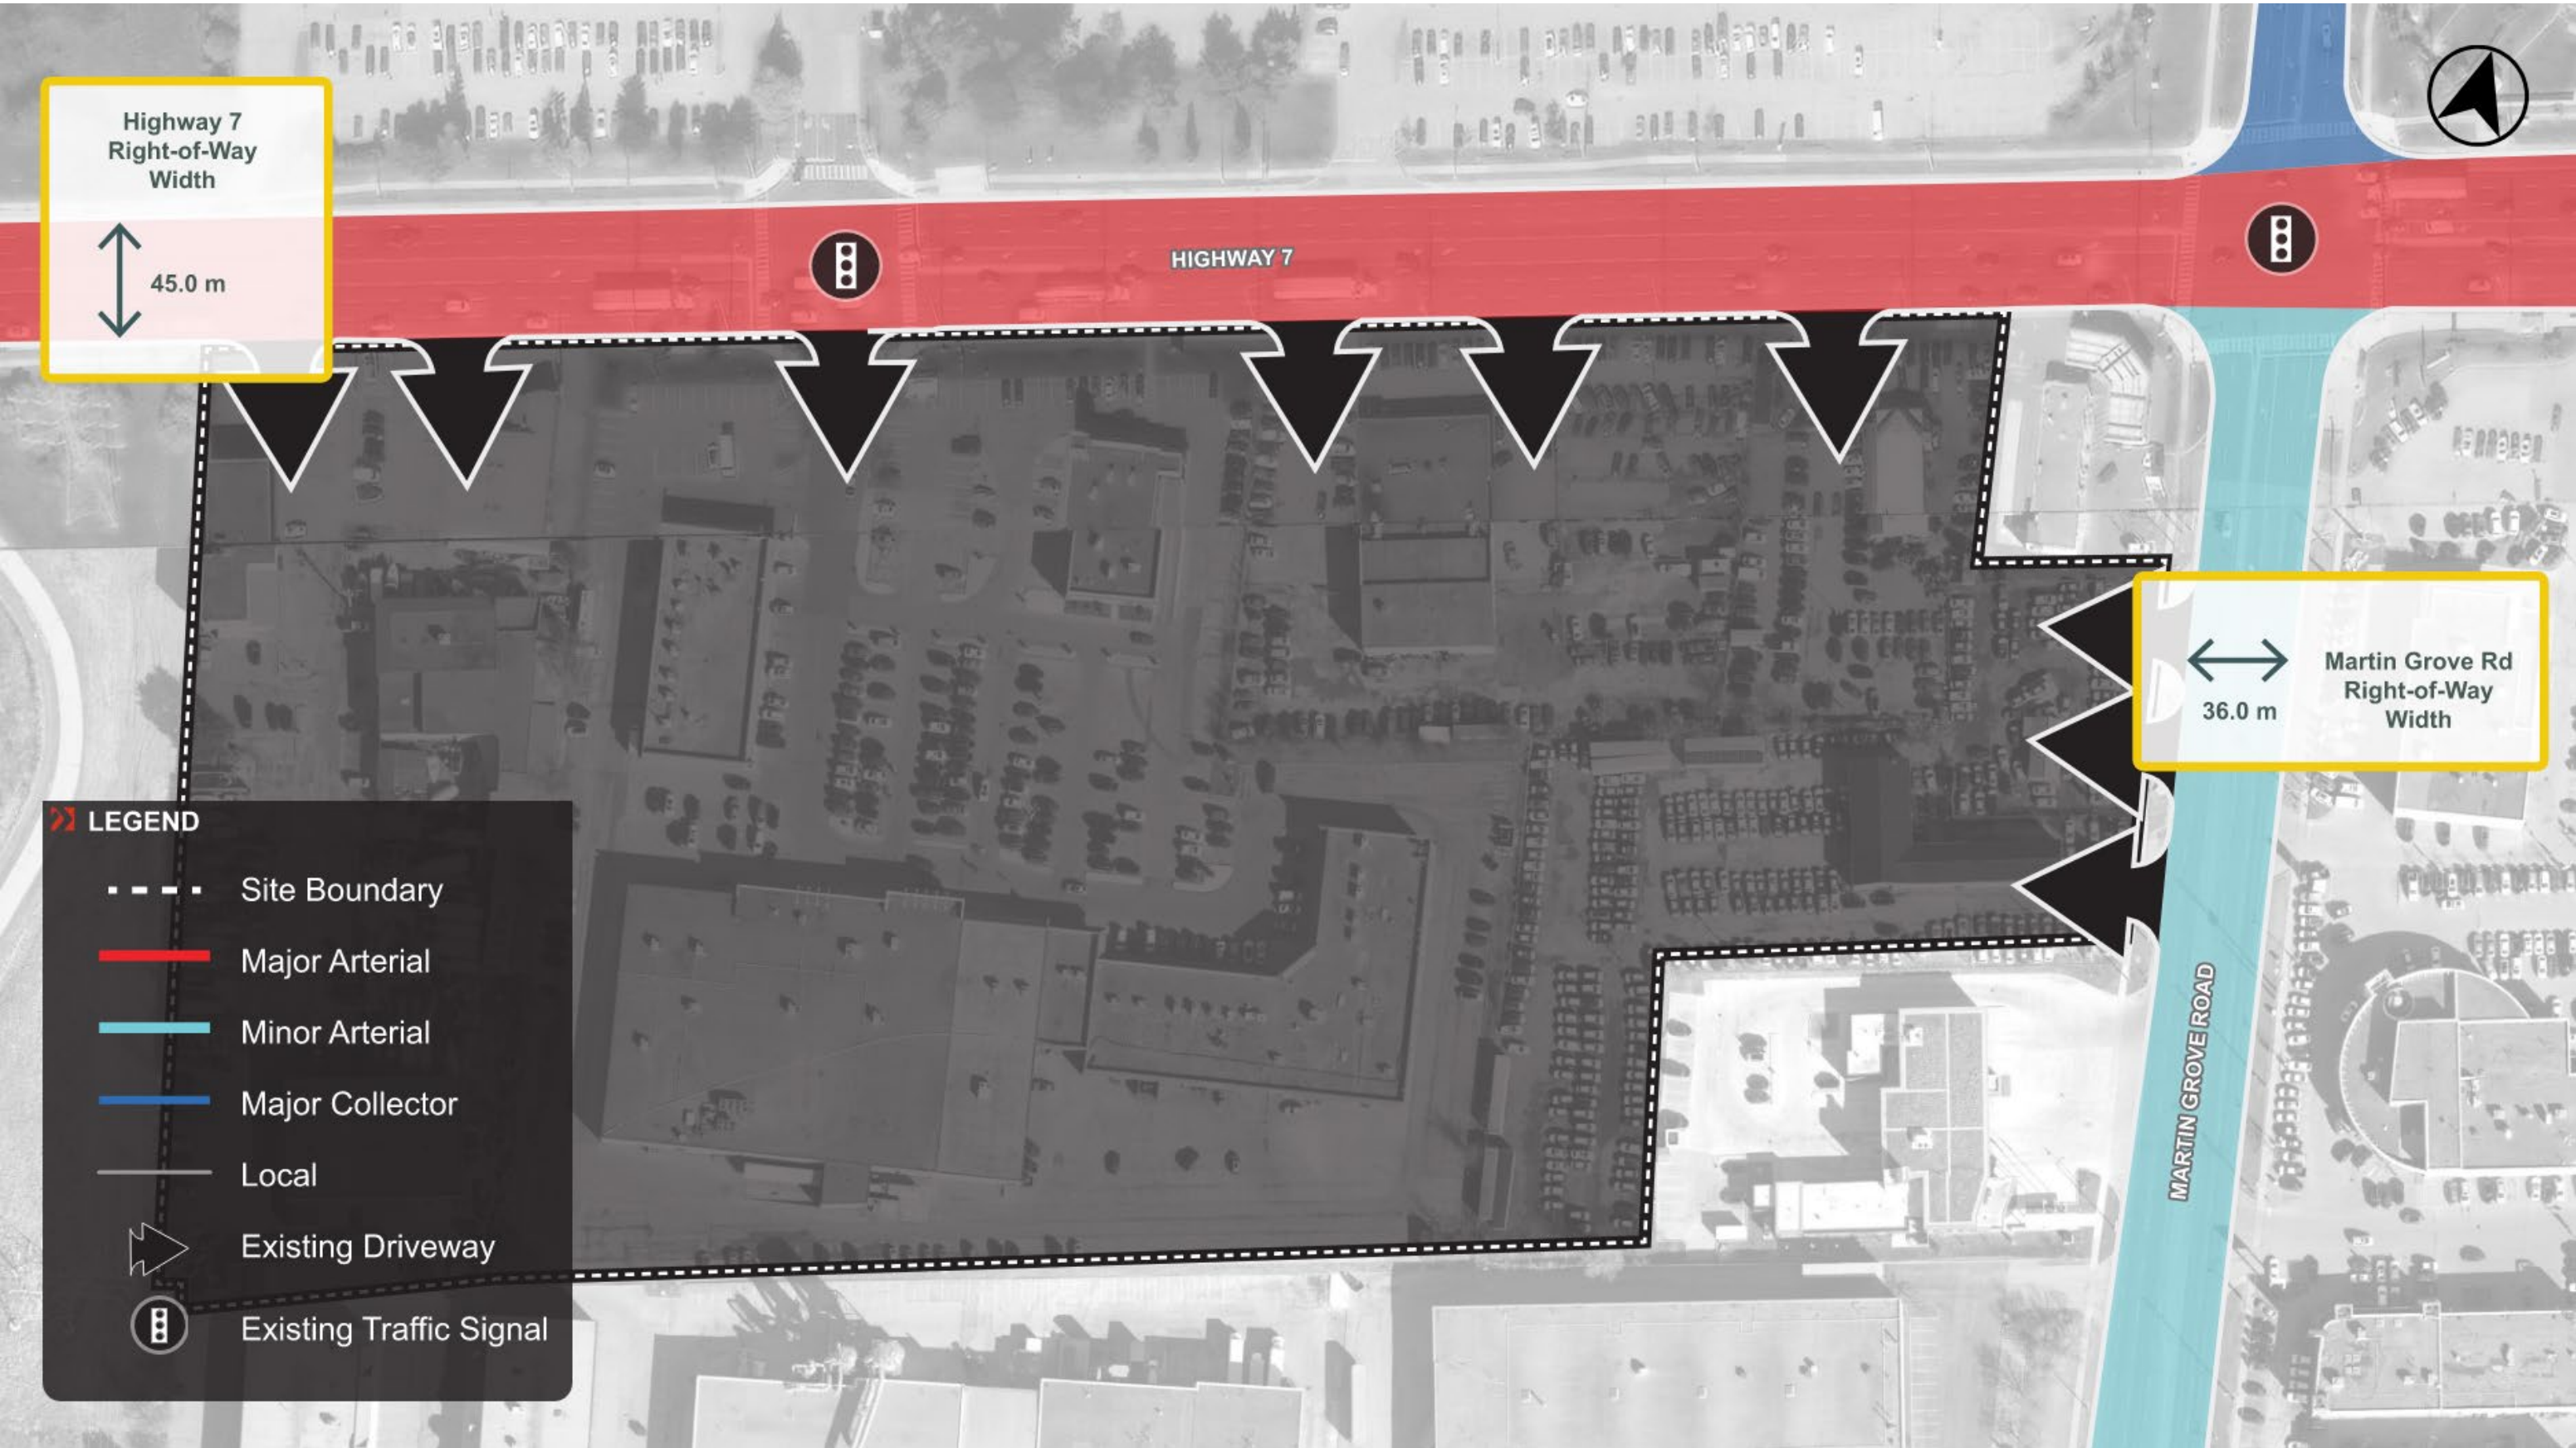 Highway 7
Right-of-Way
Width
45.0 m
HIGHWAY 7
36.0 m
Martin Grove Rd
Right-of-Way
Width
MARTIN GROVE ROAD
LEGEND
Site Boundary
Major Arterial
Minor Arterial
Major Collector
Local
Existing Driveway
Existing Traffic Signal